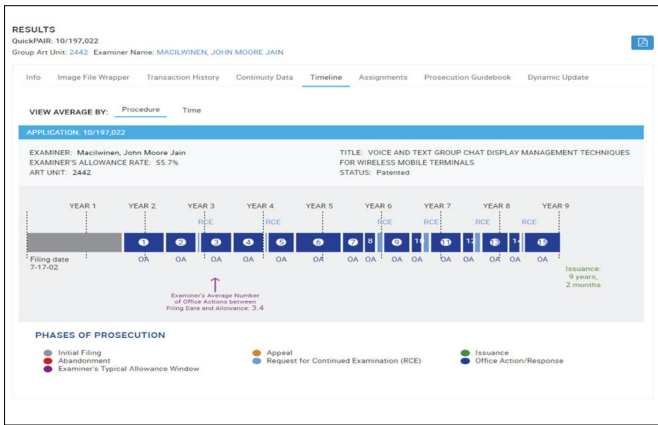 RESULTS
QuickPAIR: 10/197,022
Group Art Unit: 2442 Examiner Name: MACILWINEN, JOHN MOORE JAIN
Info Image File Wrapper Transaction History Continuity Data Timeline Assignments Prosecution Guidebook Dynamic Update
VIEW AVERAGE BY: Procedure Time
APPLICATION: 10/197,022
EXAMINER: Macilwinen, John Moore Jain
EXAMINER'S ALLOWANCE RATE: 55.7%
ART UNIT: 2442
TITLE: VOICE AND TEXT GROUP CHAT DISPLAY MANAGEMENT TECHNIQUES
FOR WIRELESS MOBILE TERMINALS
STATUS: Patented
YEAR 1 YEAR 2 YEAR 3 YEAR 4 YEAR 5 YEAR 6 YEAR 7 YEAR 8 YEAR 9
RCE RCE RCE RCE RCE RCE
1 2 3 4 5 6 7 8 9 10 11 12 13 14 15
Filing date OA OA OA OA OA OA OA OA OA OA OA OA OA OA OA
7-17-02
Issuance:
9 years,
2 months
Examiner's Average Number
of Office Actions between
Filing Date and Allowance: 3.4
PHASES OF PROSECUTION
Initial Filing
Abandonment
Examiner's Typical Allowance Window
Appeal
Request for Continued Examination (RCE)
Issuance
Office Action/Response